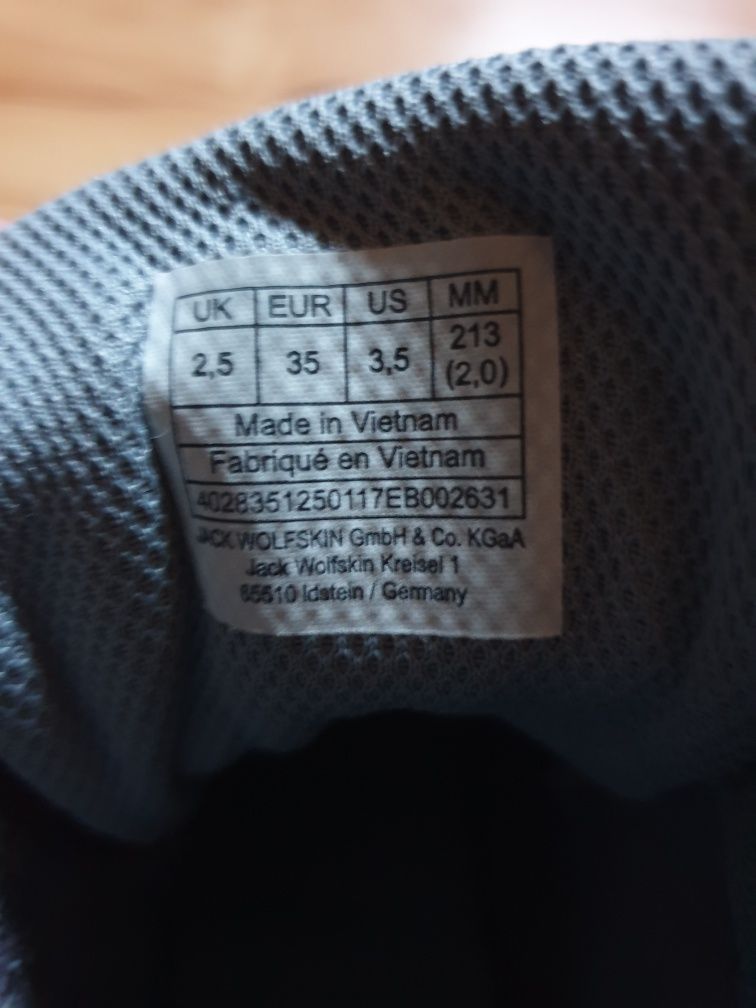 UK EUR US MM
2,5 35 3,5 213 (2,0)
Made in Vietnam
Fabriqué en Vietnam
4028351250117EB002631
JACK WOLFSKIN GmbH & Co. KGaA
Jack Wolfskin Kreisel 1
65510 Idstein / Germany